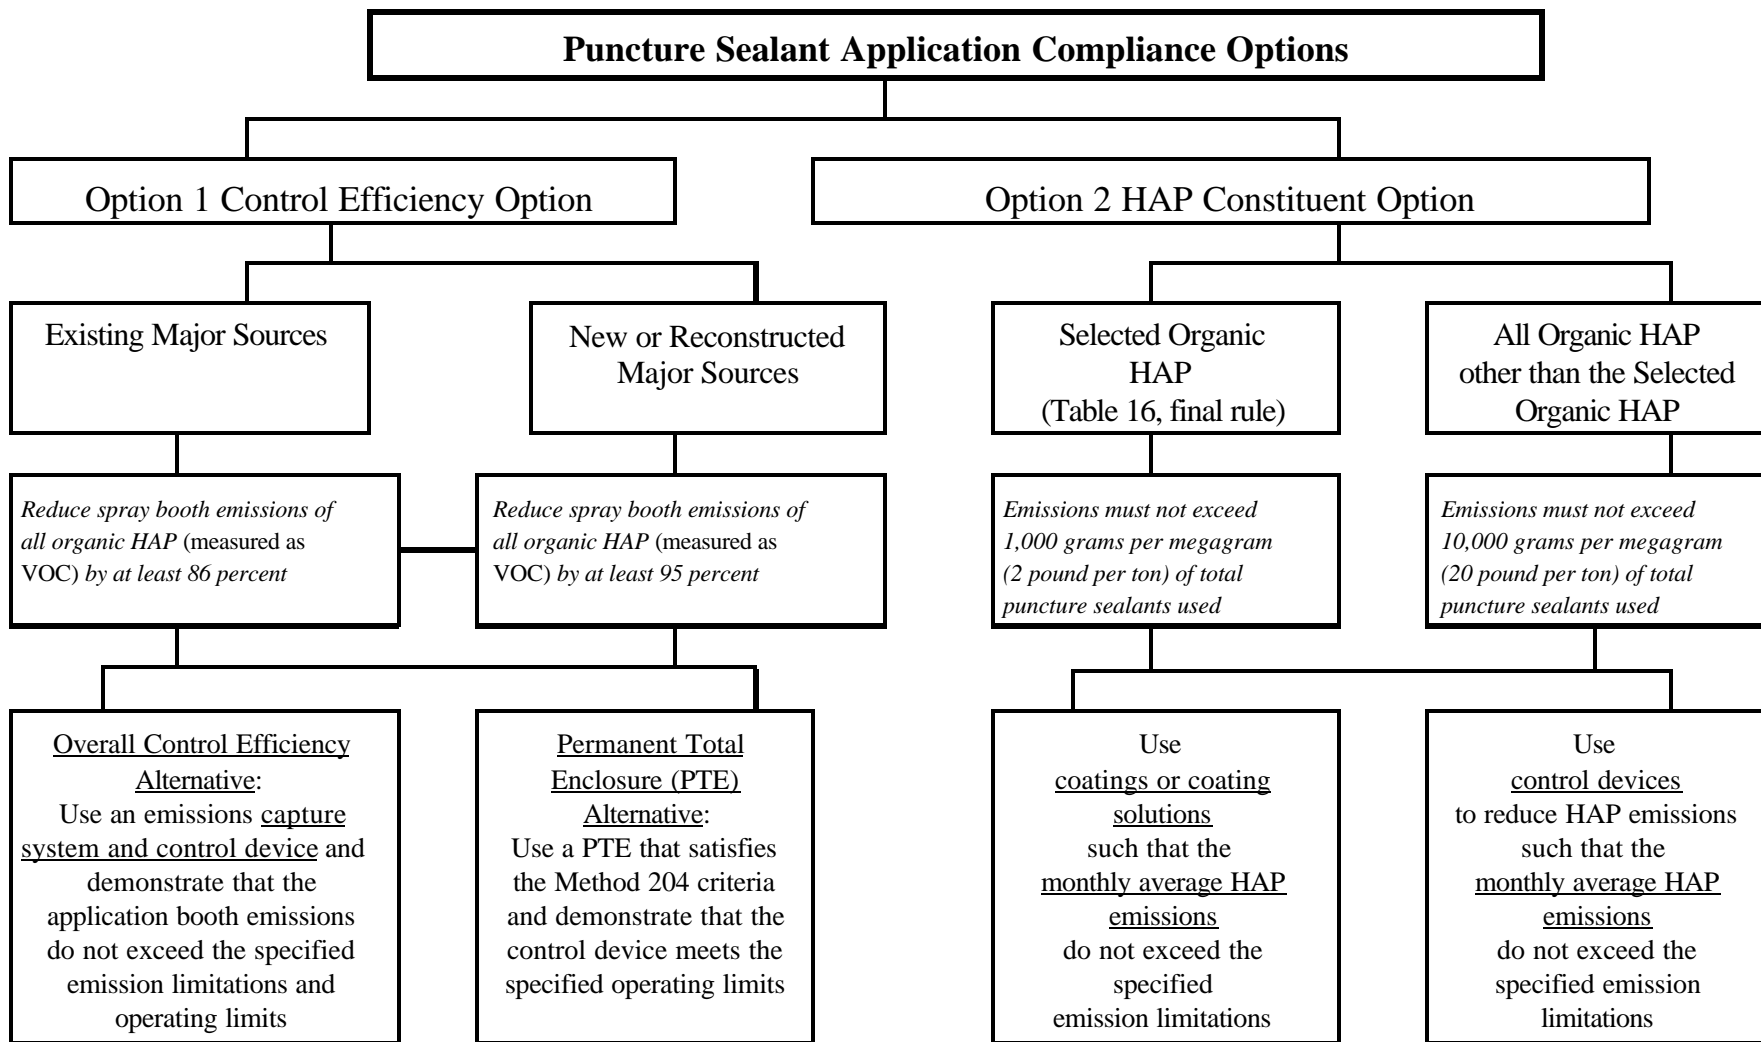 Puncture Sealant Application Compliance Options
Option 1 Control Efficiency Option
Option 2 HAP Constituent Option
Existing Major Sources
New or Reconstructed
Major Sources
Selected Organic
HAP
(Table 16, final rule)
All Organic HAP
other than the Selected
Organic HAP
Reduce spray booth emissions of
all organic HAP (measured as
VOC) by at least 86 percent
Reduce spray booth emissions of
all organic HAP (measured as
VOC) by at least 95 percent
Emissions must not exceed
1,000 grams per megagram
(2 pound per ton) of total
puncture sealants used
Emissions must not exceed
10,000 grams per megagram
(20 pound per ton) of total
puncture sealants used
Overall Control Efficiency
Alternative:
Use an emissions capture
system and control device and
demonstrate that the
application booth emissions
do not exceed the specified
emission limitations and
operating limits
Permanent Total
Enclosure (PTE)
Alternative:
Use a PTE that satisfies
the Method 204 criteria
and demonstrate that the
control device meets the
specified operating limits
Use
coatings or coating
solutions
such that the
monthly average HAP
emissions
do not exceed the
specified
emission limitations
Use
control devices
to reduce HAP emissions
such that the
monthly average HAP
emissions
do not exceed the
specified emission
limitations